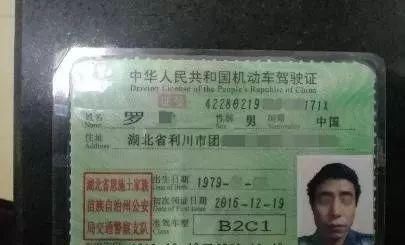 中华人民共和国机动车驾驶证
Driving License of the People's Republic of China
证号 42280219 171X
姓名 罗 性别 男 国籍 中国
Name Sex Nationality
住址 湖北省利川市团
Address
出生日期 1979-
Date of Birth
湖北省恩施土家族
苗族自治州公安
局交通警察支队
初次领证日期 2016-12-19
Date of First Issue
准驾车型 B2C1
Class